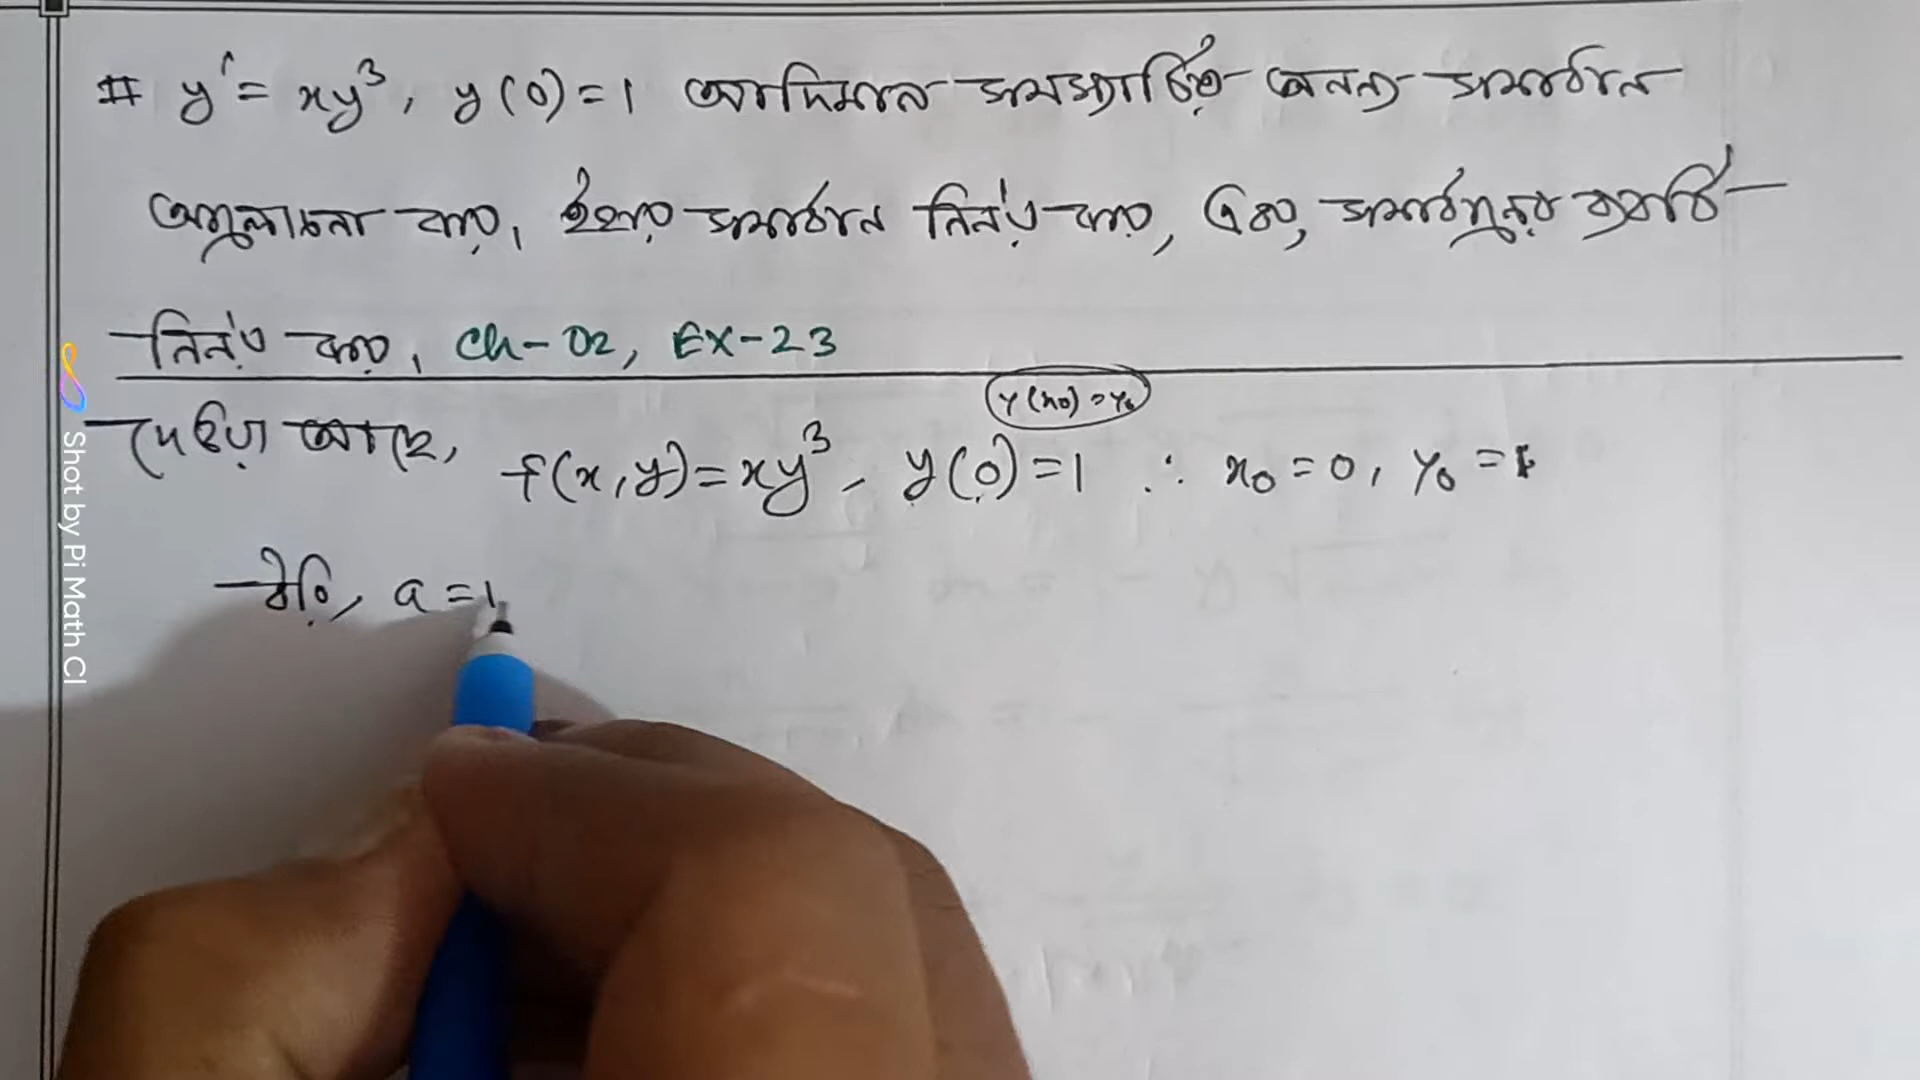 # y' = xy³, y(0)=1 আদিমান সমস্যাটির অনন্য সমাধান
আলোচনা কর, ইহার সমাধান নির্ণয় কর, এবং সমাধানের ব্যাপ্তি
নির্ণয় কর, Ch-02, EX-23
y(x₀)=y₀
দেওয়া আছে, f(x,y)=xy³, y(0)=1 ∴ x₀=0, y₀=1
ধরি, a=1
Shot by Pi Math Cl